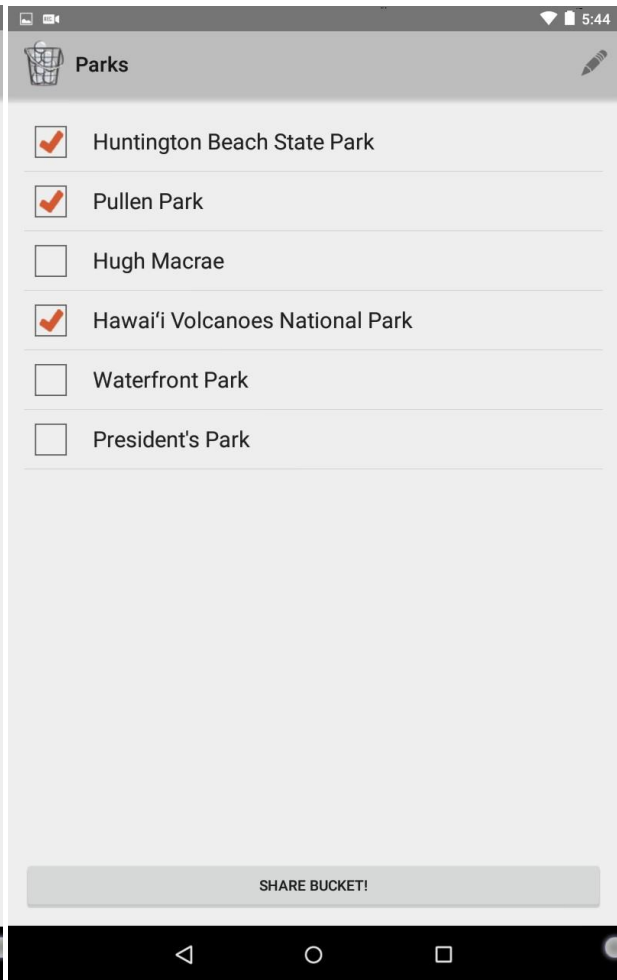 5:44
Parks
Huntington Beach State Park
Pullen Park
Hugh Macrae
Hawaiʻi Volcanoes National Park
Waterfront Park
President's Park
SHARE BUCKET!